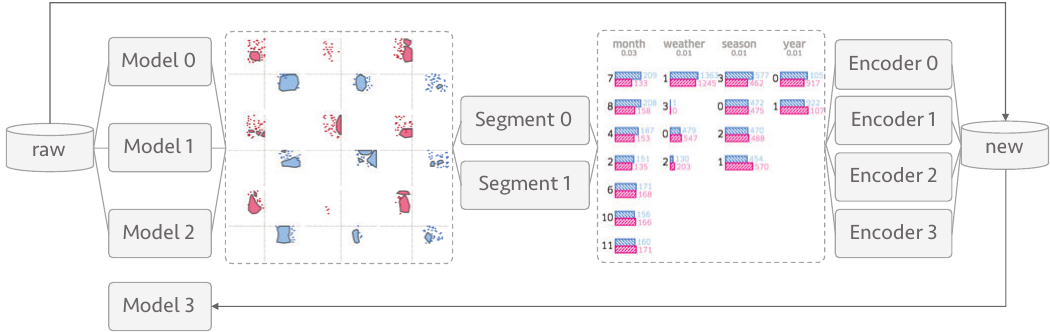 raw
Model 0
Model 1
Model 2
Model 3
Segment 0
Segment 1
month weather season year
0.03 0.01 0.01 0.01
7 209 133 1 1363 1245 3 577 462 0 105 917
8 208 158 3 1 0 0 472 475 1 922 107
4 187 153 0 479 547 2 470 488
2 151 135 2 130 203 1 454 570
6 171 168
10 156 166
11 160 171
Encoder 0
Encoder 1
Encoder 2
Encoder 3
new